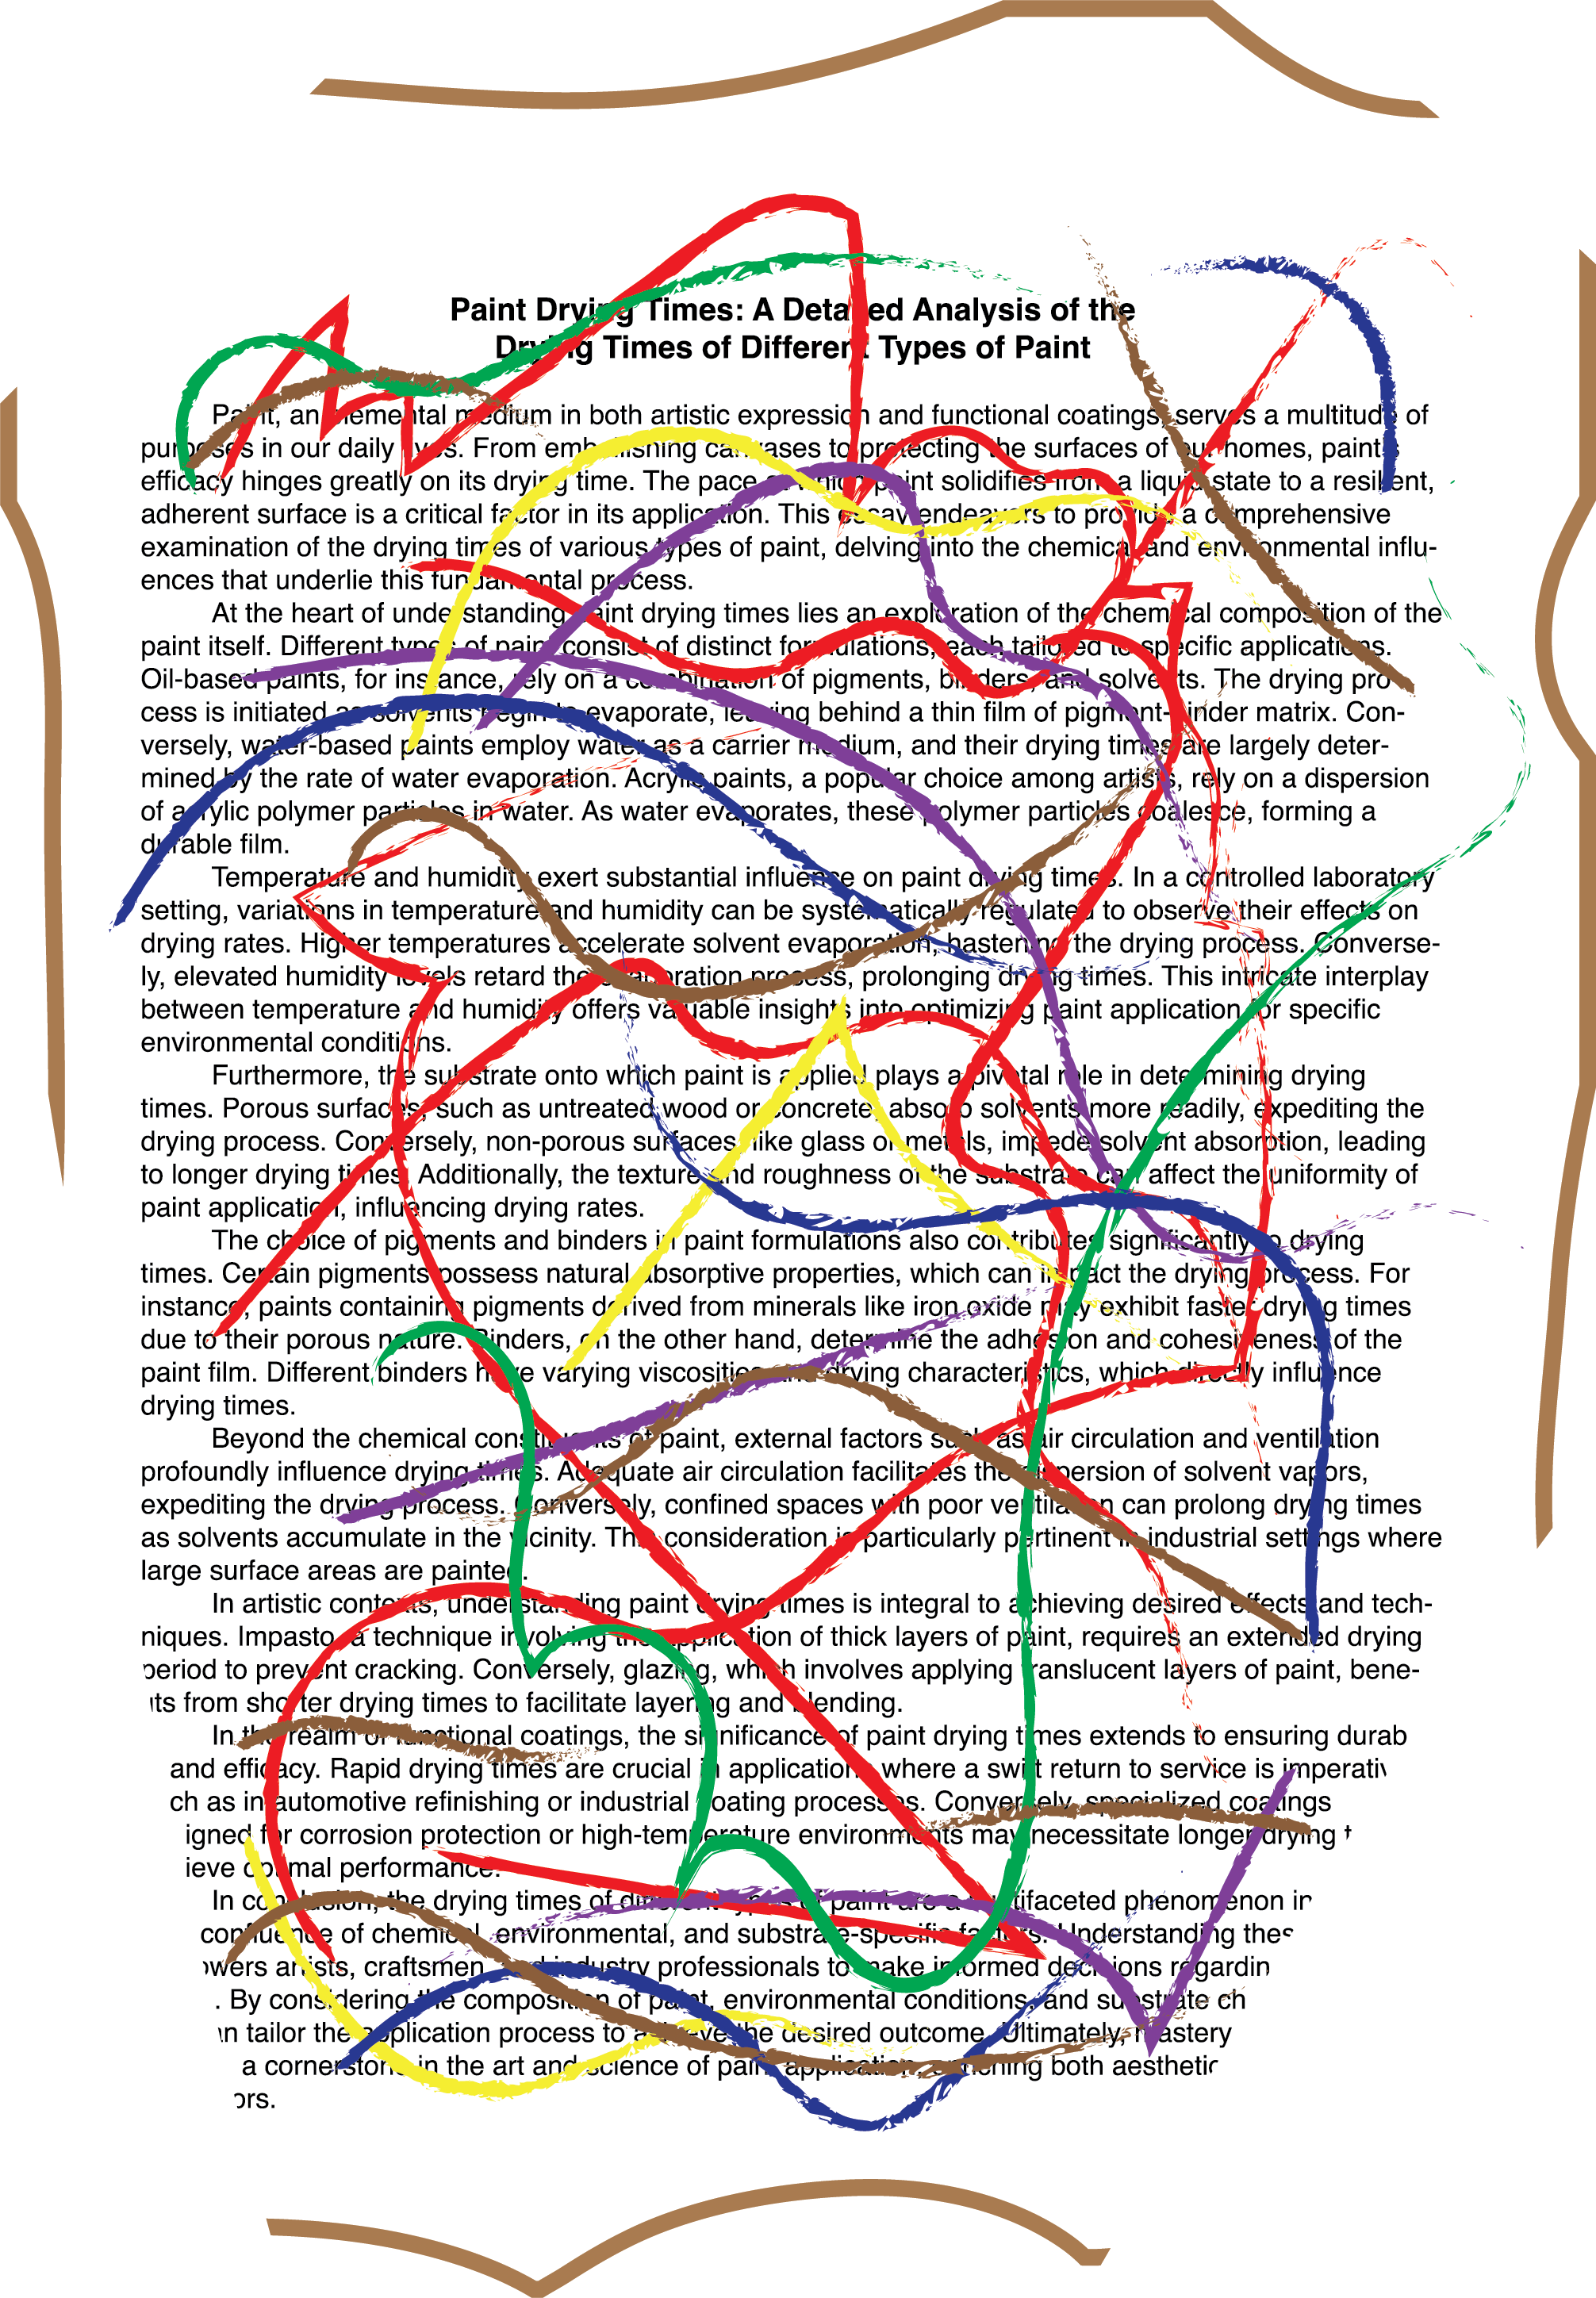 Paint Drying Times: A Detailed Analysis of the
Drying Times of Different Types of Paint
Paint, an elemental medium in both artistic expression and functional coatings, serves a multitude of
purposes in our daily lives. From embellishing canvases to protecting the surfaces of our homes, paint's
efficacy hinges greatly on its drying time. The pace at which paint solidifies from a liquid state to a resilient,
adherent surface is a critical factor in its application. This essay endeavors to provide a comprehensive
examination of the drying times of various types of paint, delving into the chemical and environmental influ-
ences that underlie this fundamental process.
At the heart of understanding paint drying times lies an exploration of the chemical composition of the
paint itself. Different types of paint consist of distinct formulations, each tailored to specific applications.
Oil-based paints, for instance, rely on a combination of pigments, binders, and solvents. The drying pro
cess is initiated as solvents begin to evaporate, leaving behind a thin film of pigment-binder matrix. Con-
versely, water-based paints employ water as a carrier medium, and their drying times are largely deter-
mined by the rate of water evaporation. Acrylic paints, a popular choice among artists, rely on a dispersion
of acrylic polymer particles in water. As water evaporates, these polymer particles coalesce, forming a
durable film.
Temperature and humidity exert substantial influence on paint drying times. In a controlled laboratory
setting, variations in temperature and humidity can be systematically regulated to observe their effects on
drying rates. Higher temperatures accelerate solvent evaporation, hastening the drying process. Converse-
ly, elevated humidity levels retard the evaporation process, prolonging drying times. This intricate interplay
between temperature and humidity offers valuable insights into optimizing paint application for specific
environmental conditions.
Furthermore, the substrate onto which paint is applied plays a pivotal role in determining drying
times. Porous surfaces, such as untreated wood or concrete, absorb solvents more readily, expediting the
drying process. Conversely, non-porous surfaces, like glass or metals, impede solvent absorption, leading
to longer drying times. Additionally, the texture and roughness of the substrate can affect the uniformity of
paint application, influencing drying rates.
The choice of pigments and binders in paint formulations also contributes significantly to drying
times. Certain pigments possess natural absorptive properties, which can impact the drying process. For
instance, paints containing pigments derived from minerals like iron oxide may exhibit faster drying times
due to their porous nature. Binders, on the other hand, determine the adhesion and cohesiveness of the
paint film. Different binders have varying viscosities and drying characteristics, which directly influence
drying times.
Beyond the chemical constituents of paint, external factors such as air circulation and ventilation
profoundly influence drying times. Adequate air circulation facilitates the dispersion of solvent vapors,
expediting the drying process. Conversely, confined spaces with poor ventilation can prolong drying times
as solvents accumulate in the vicinity. This consideration is particularly pertinent in industrial settings where
large surface areas are painted.
In artistic contexts, understanding paint drying times is integral to achieving desired effects and tech-
niques. Impasto, a technique involving the application of thick layers of paint, requires an extended drying
period to prevent cracking. Conversely, glazing, which involves applying translucent layers of paint, bene-
its from shorter drying times to facilitate layering and blending.
In the realm of functional coatings, the significance of paint drying times extends to ensuring durab
and efficacy. Rapid drying times are crucial in applications where a swift return to service is imperativ
ch as in automotive refinishing or industrial coating processes. Conversely, specialized coatings
igned for corrosion protection or high-temperature environments may necessitate longer drying t
ieve optimal performance.
In conclusion, the drying times of different types of paint are a multifaceted phenomenon in
confluence of chemical, environmental, and substrate-specific factors. Understanding thes
owers artists, craftsmen, and industry professionals to make informed decisions regardin
. By considering the composition of paint, environmental conditions, and substrate ch
an tailor the application process to achieve the desired outcome. Ultimately, mastery
a cornerstone in the art and science of paint application, enriching both aesthetic
ors.